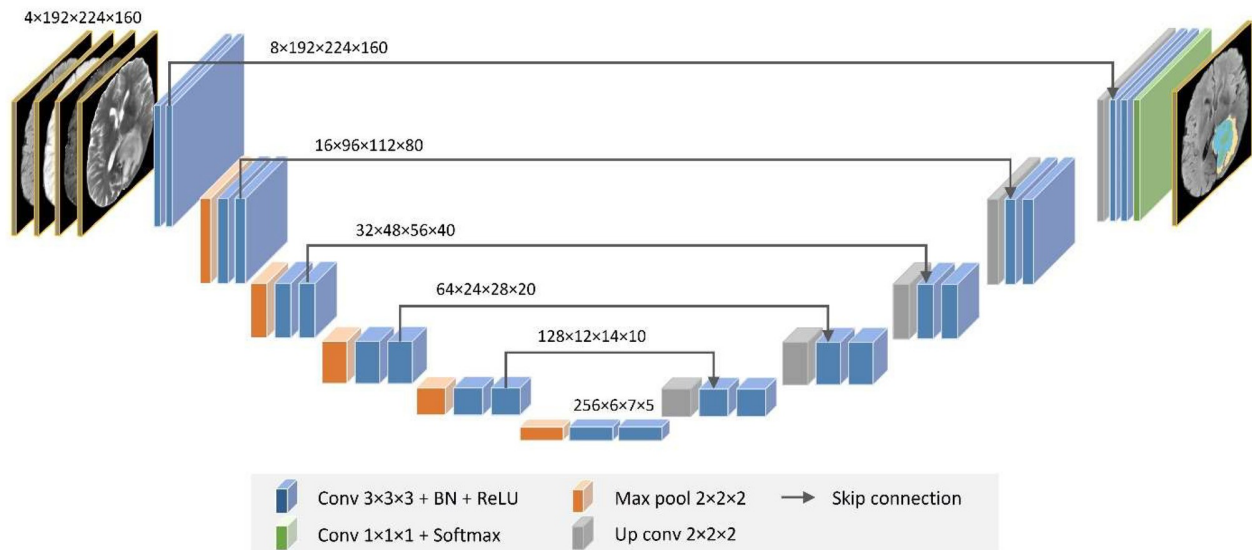 4×192×224×160
8×192×224×160
16×96×112×80
32×48×56×40
64×24×28×20
128×12×14×10
256×6×7×5
Conv 3×3×3 + BN + ReLU
Max pool 2×2×2
Skip connection
Conv 1×1×1 + Softmax
Up conv 2×2×2